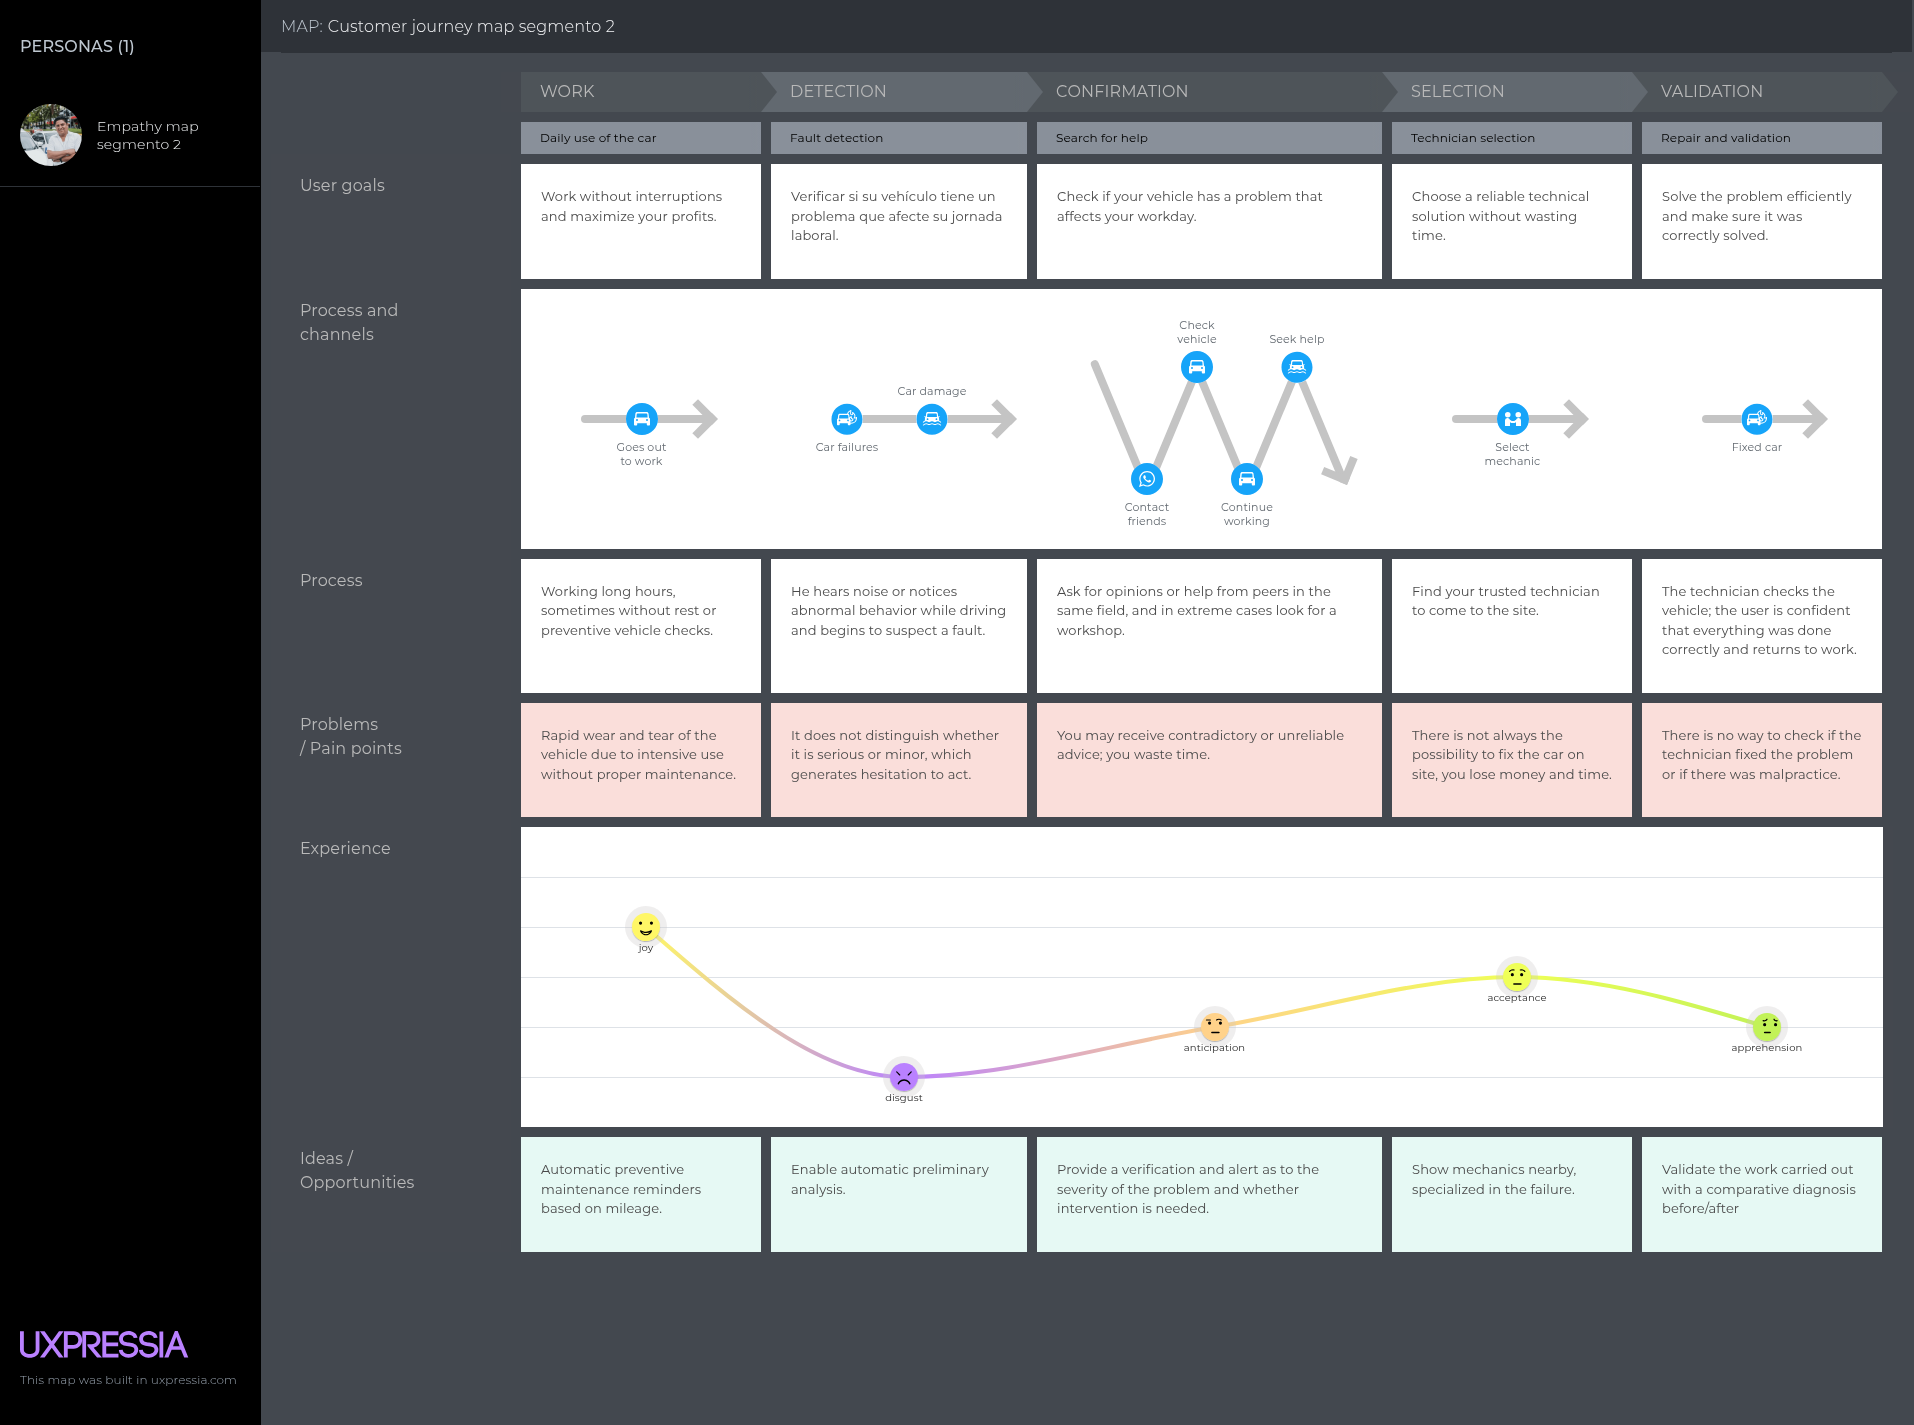 PERSONAS (1)
Empathy map
segmento 2
MAP: Customer journey map segmento 2
WORK
DETECTION
CONFIRMATION
SELECTION
VALIDATION
Daily use of the car
Fault detection
Search for help
Technician selection
Repair and validation
User goals
Work without interruptions
and maximize your profits.
Verificar si su vehículo tiene un
problema que afecte su jornada
laboral.
Check if your vehicle has a problem that
affects your workday.
Choose a reliable technical
solution without wasting
time.
Solve the problem efficiently
and make sure it was
correctly solved.
Process and
channels
Goes out
to work
Car failures
Car damage
Contact
friends
Check
vehicle
Continue
working
Seek help
Select
mechanic
Fixed car
Process
Working long hours,
sometimes without rest or
preventive vehicle checks.
He hears noise or notices
abnormal behavior while driving
and begins to suspect a fault.
Ask for opinions or help from peers in the
same field, and in extreme cases look for a
workshop.
Find your trusted technician
to come to the site.
The technician checks the
vehicle; the user is confident
that everything was done
correctly and returns to work.
Problems
/ Pain points
Rapid wear and tear of the
vehicle due to intensive use
without proper maintenance.
It does not distinguish whether
it is serious or minor, which
generates hesitation to act.
You may receive contradictory or unreliable
advice; you waste time.
There is not always the
possibility to fix the car on
site, you lose money and time.
There is no way to check if the
technician fixed the problem
or if there was malpractice.
Experience
joy
disgust
anticipation
acceptance
apprehension
Ideas /
Opportunities
Automatic preventive
maintenance reminders
based on mileage.
Enable automatic preliminary
analysis.
Provide a verification and alert as to the
severity of the problem and whether
intervention is needed.
Show mechanics nearby,
specialized in the failure.
Validate the work carried out
with a comparative diagnosis
before/after
UXPRESSIA
This map was built in uxpressia.com